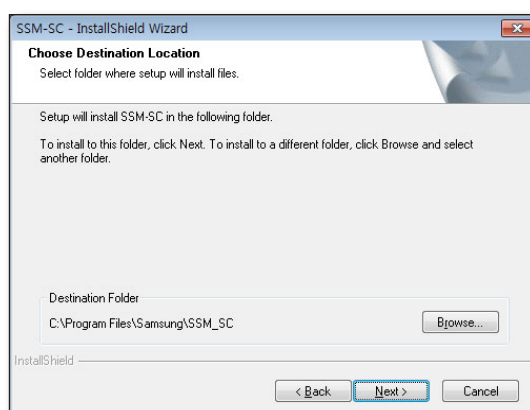 SSM-SC - InstallShield Wizard
Choose Destination Location
Select folder where setup will install files.
Setup will install SSM-SC in the following folder.
To install to this folder, click Next. To install to a different folder, click Browse and select
another folder.
Destination Folder
C:\Program Files\Samsung\SSM_SC
Browse...
InstallShield
< Back
Next >
Cancel